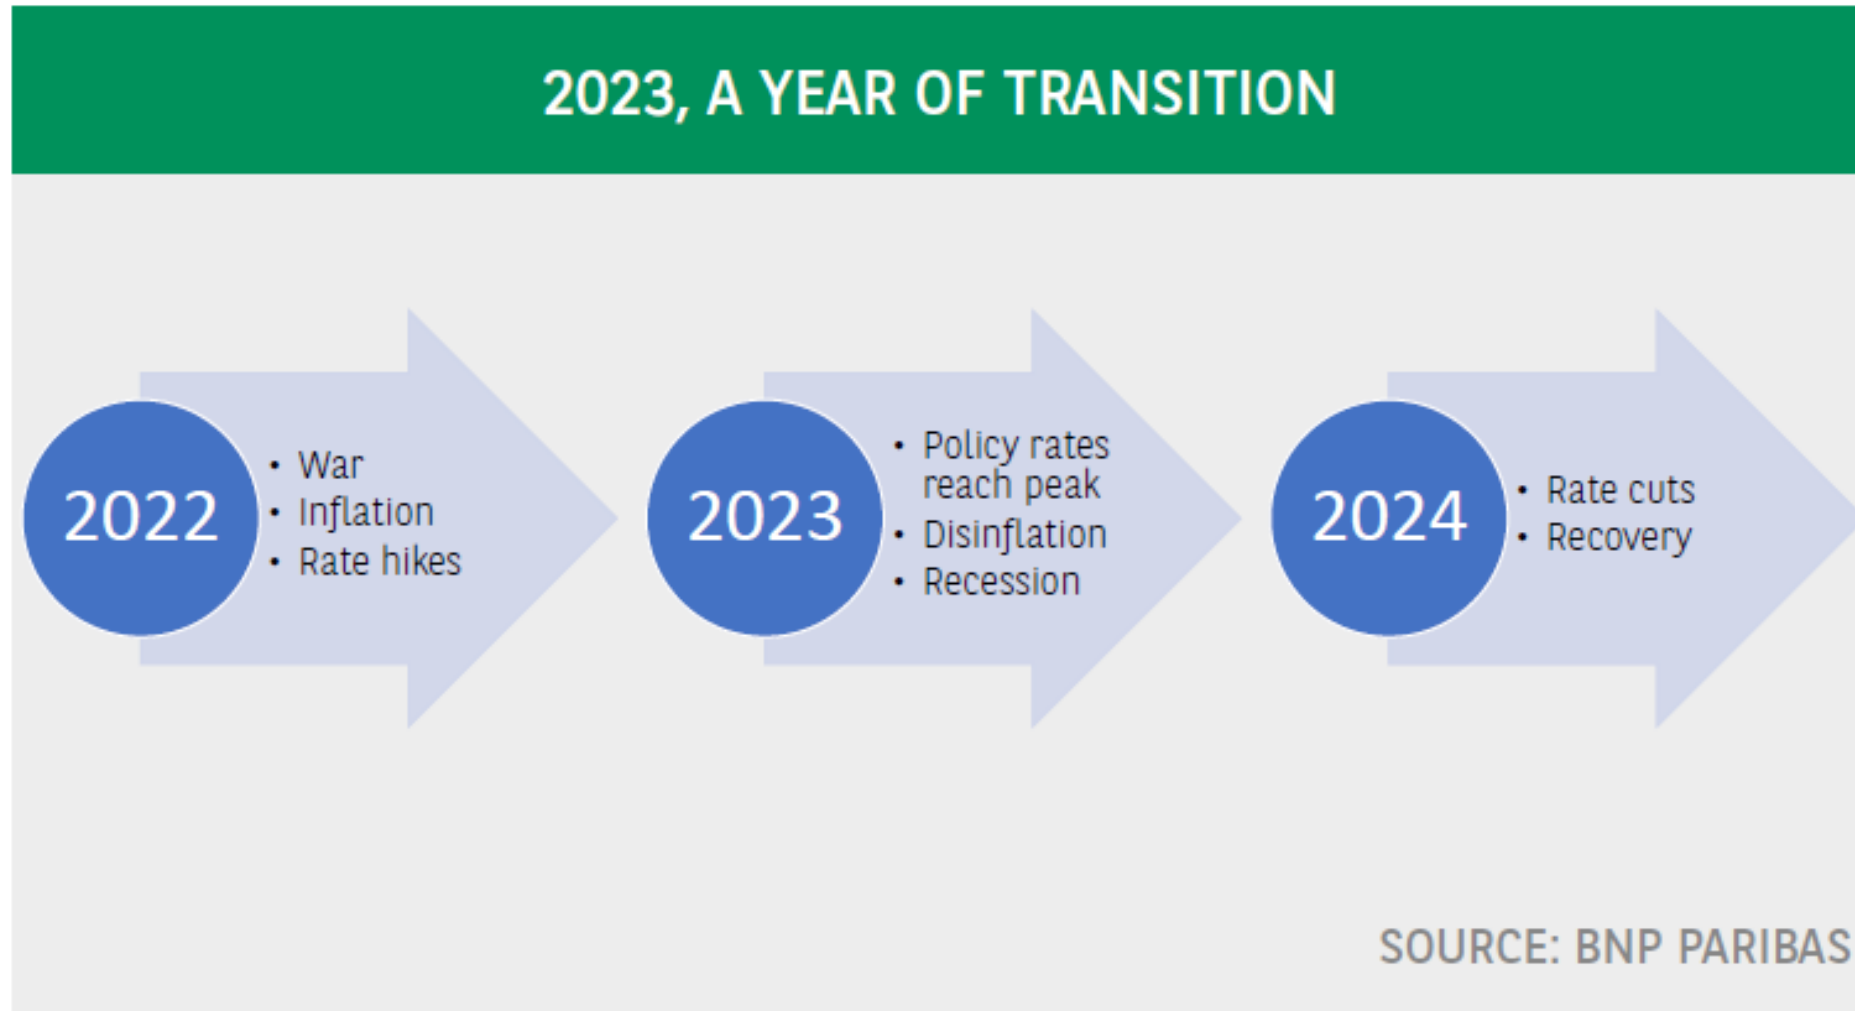 2023, A YEAR OF TRANSITION
2022
• War
• Inflation
• Rate hikes
2023
• Policy rates
reach peak
• Disinflation
• Recession
2024
• Rate cuts
• Recovery
SOURCE: BNP PARIBAS